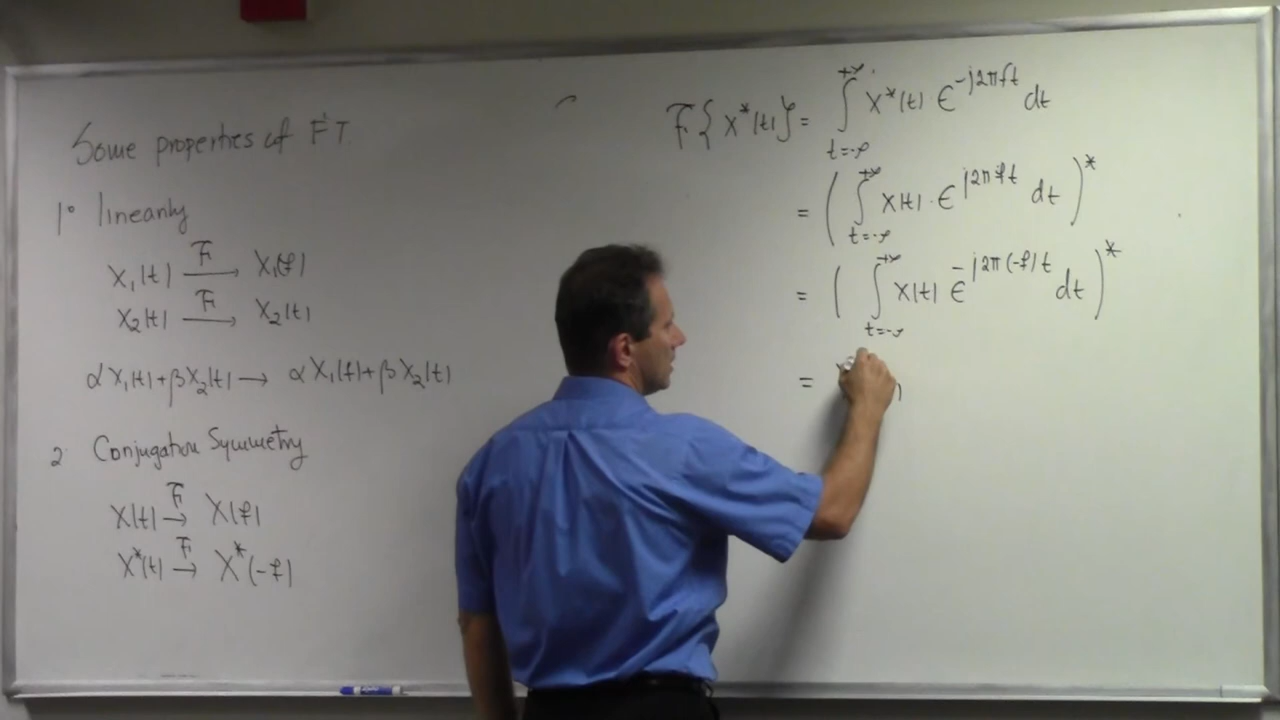 Some properties of FT
1° linearity
x₁(t) —F→ X₁(f)
x₂(t) —F→ X₂(t)
αx₁(t)+βx₂(t) → αX₁(f)+βX₂(t)
2 Conjugation Symmetry
x(t) —F→ X(f)
x*(t) —F→ X*(-f)
F{x*(t)} = ∫_{t=-∞}^{+∞} x*(t) e^{-j2πft} dt
= ( ∫_{t=-∞}^{+∞} x(t) · e^{j2πft} dt )*
= ( ∫_{t=-∞}^{+∞} x(t) e^{-j2π(-f)t} dt )*
=